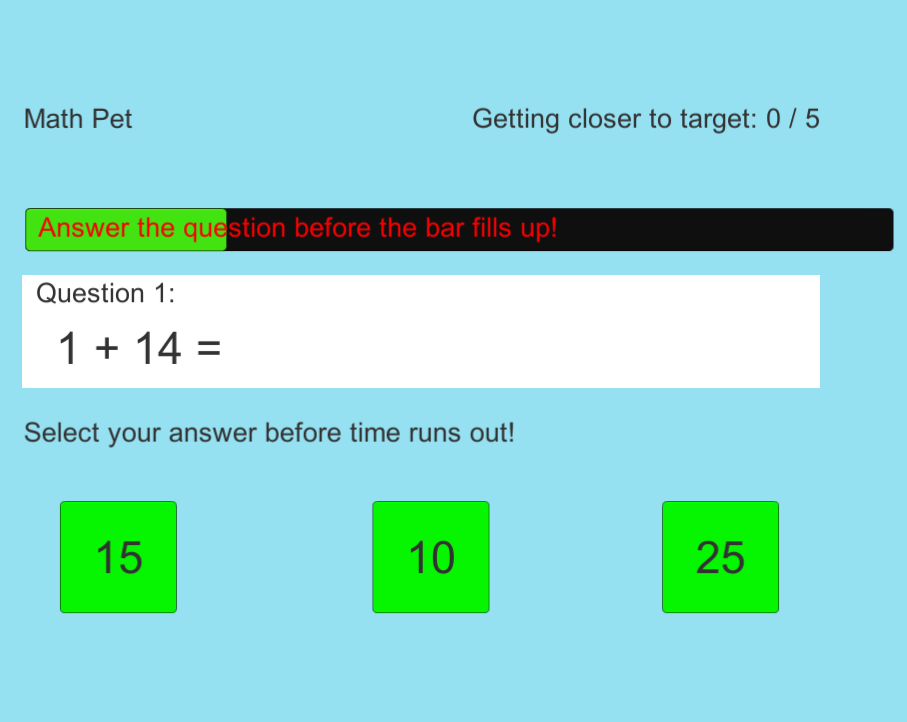 Math Pet
Getting closer to target: 0 / 5
Answer the question before the bar fills up!
Question 1:
1 + 14 =
Select your answer before time runs out!
15
10
25